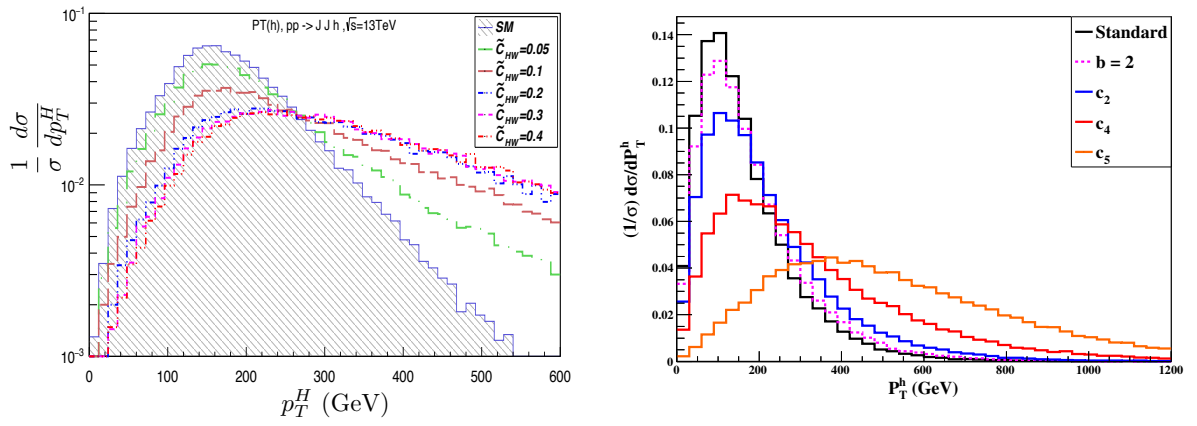 PT(h), pp -> J J h ,√s=13TeV
SM
C̃HW=0.05
C̃HW=0.1
C̃HW=0.2
C̃HW=0.3
C̃HW=0.4
10⁻¹
10⁻²
10⁻³
1/σ dσ/dp_T^H
0 100 200 300 400 500 600
p_T^H (GeV)
Standard
b = 2
c₂
c₄
c₅
0.14
0.12
0.1
0.08
0.06
0.04
0.02
0
(1/σ) dσ/dP_T^h
0 200 400 600 800 1000 1200
P_T^h (GeV)